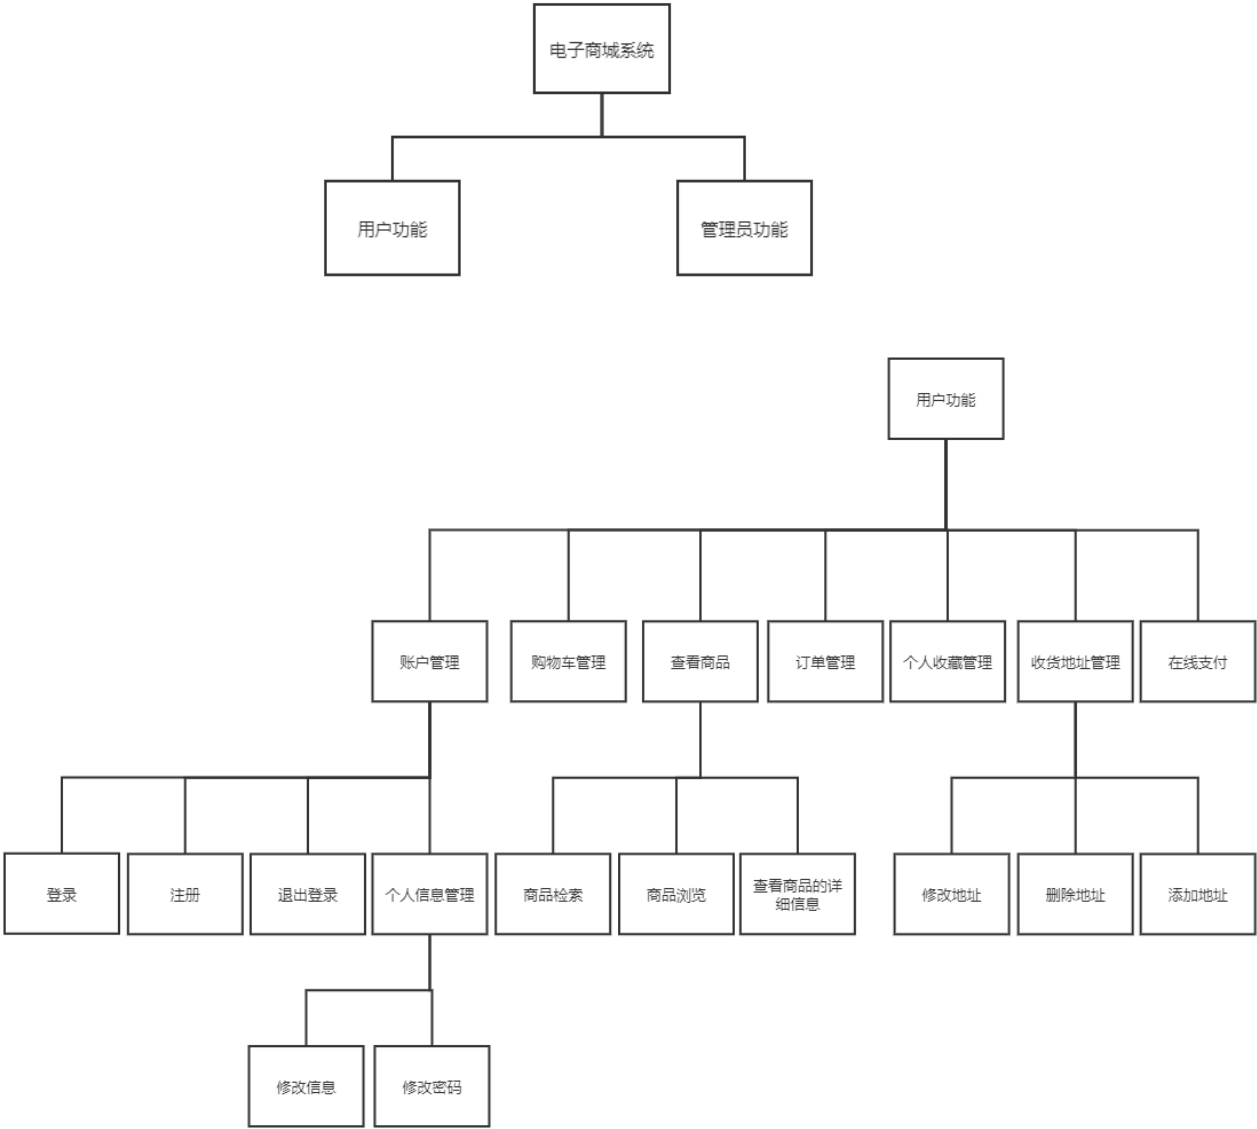 电子商城系统
用户功能
管理员功能
用户功能
账户管理
购物车管理
查看商品
订单管理
个人收藏管理
收货地址管理
在线支付
登录
注册
退出登录
个人信息管理
商品检索
商品浏览
查看商品的详
细信息
修改地址
删除地址
添加地址
修改信息
修改密码